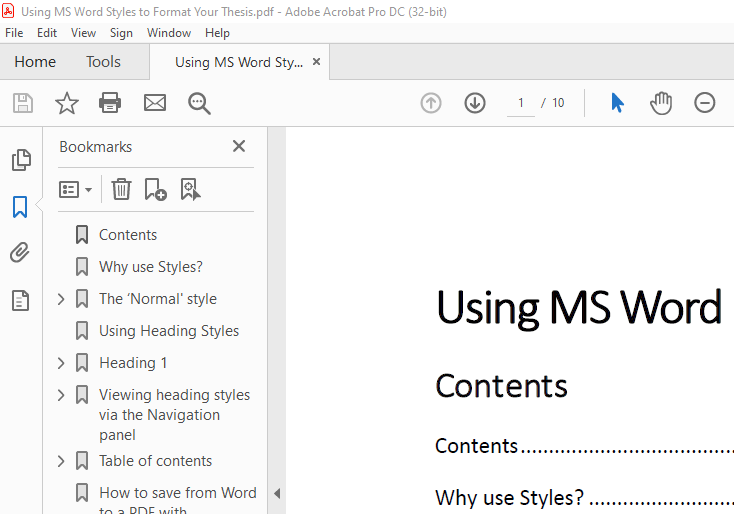 Using MS Word Styles to Format Your Thesis.pdf - Adobe Acrobat Pro DC (32-bit)
File Edit View Sign Window Help
Home Tools Using MS Word Sty... ×
1 / 10
Bookmarks
Contents
Why use Styles?
The ‘Normal' style
Using Heading Styles
Heading 1
Viewing heading styles
via the Navigation
panel
Table of contents
How to save from Word
to a PDF with
Using MS Word
Contents
Contents....................................
Why use Styles? .........................